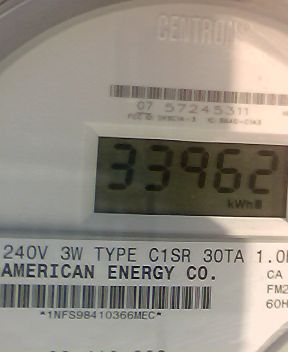 CENTRON
07 57245311
33962
kWh
240V 3W TYPE C1SR 30TA 1.0
AMERICAN ENERGY CO.
CA
FM2
60H
*1NFS98410366MEC*